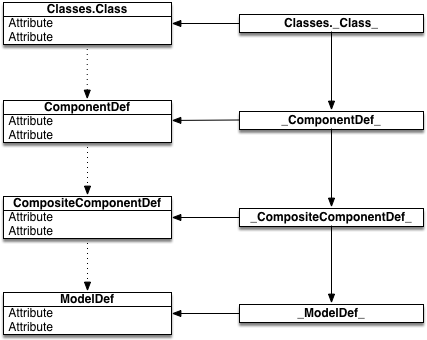 Classes.Class
Attribute
Attribute
Classes._Class_
ComponentDef
Attribute
Attribute
_ComponentDef_
CompositeComponentDef
Attribute
Attribute
_CompositeComponentDef_
ModelDef
Attribute
Attribute
_ModelDef_